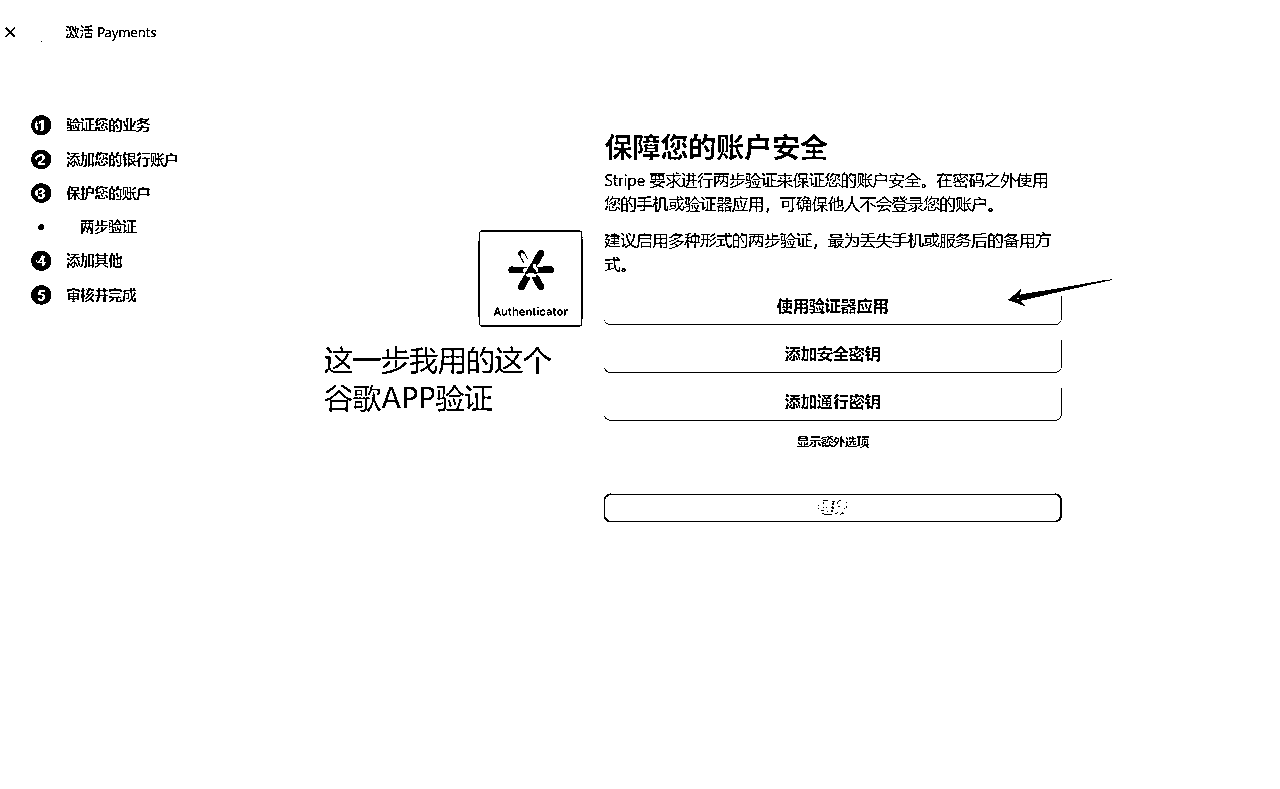 激活 Payments
1 验证您的业务
2 添加您的银行账户
3 保护您的账户
• 两步验证
4 添加其他
5 审核并完成
保障您的账户安全
Stripe 要求进行两步验证来保证您的账户安全。在密码之外使用
您的手机或验证器应用，可确保他人不会登录您的账户。
建议启用多种形式的两步验证，最为丢失手机或服务后的备用方
式。
Authenticator
这一步我用的这个
谷歌APP验证
使用验证器应用
添加安全密钥
添加通行密钥
显示额外选项